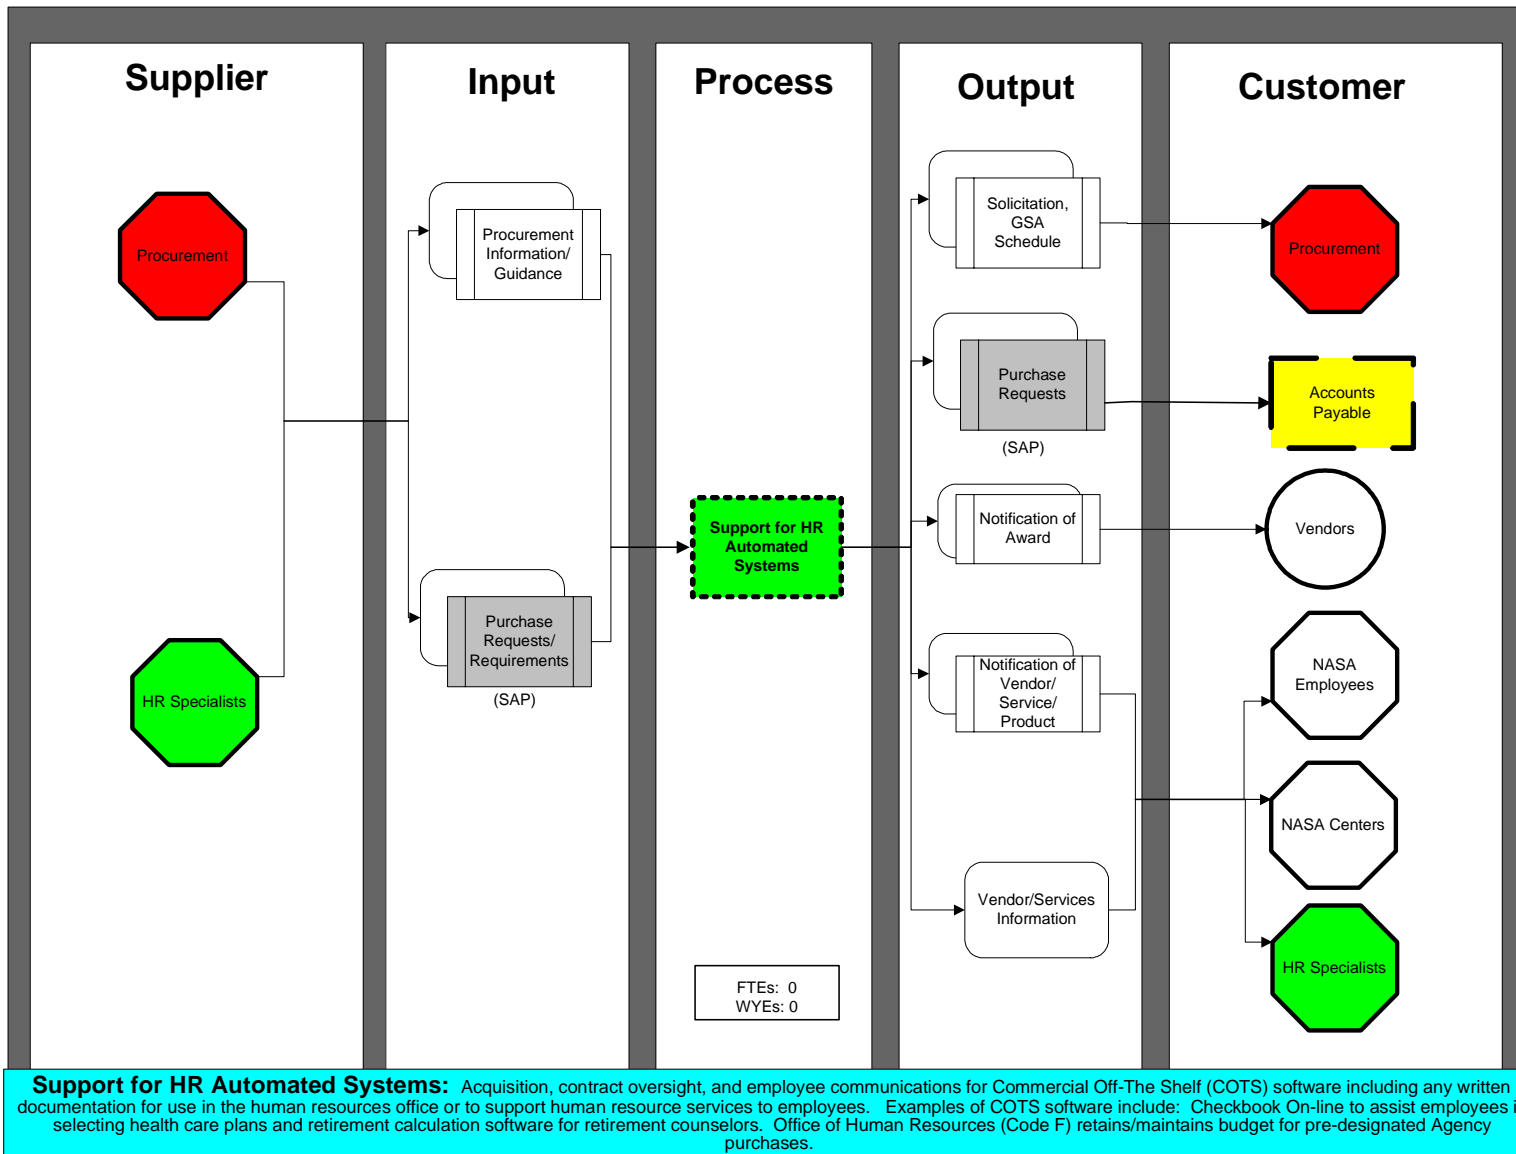 Supplier
Input
Process
Output
Customer
Procurement
HR Specialists
Procurement
Information/
Guidance
Purchase
Requests/
Requirements
(SAP)
Support for HR
Automated
Systems
FTEs: 0
WYEs: 0
Solicitation,
GSA
Schedule
Purchase
Requests
(SAP)
Notification of
Award
Notification of
Vendor/
Service/
Product
Vendor/Services
Information
Procurement
Accounts
Payable
Vendors
NASA
Employees
NASA Centers
HR Specialists
Support for HR Automated Systems: Acquisition, contract oversight, and employee communications for Commercial Off-The Shelf (COTS) software including any written
documentation for use in the human resources office or to support human resource services to employees. Examples of COTS software include: Checkbook On-line to assist employees i
selecting health care plans and retirement calculation software for retirement counselors. Office of Human Resources (Code F) retains/maintains budget for pre-designated Agency
purchases.